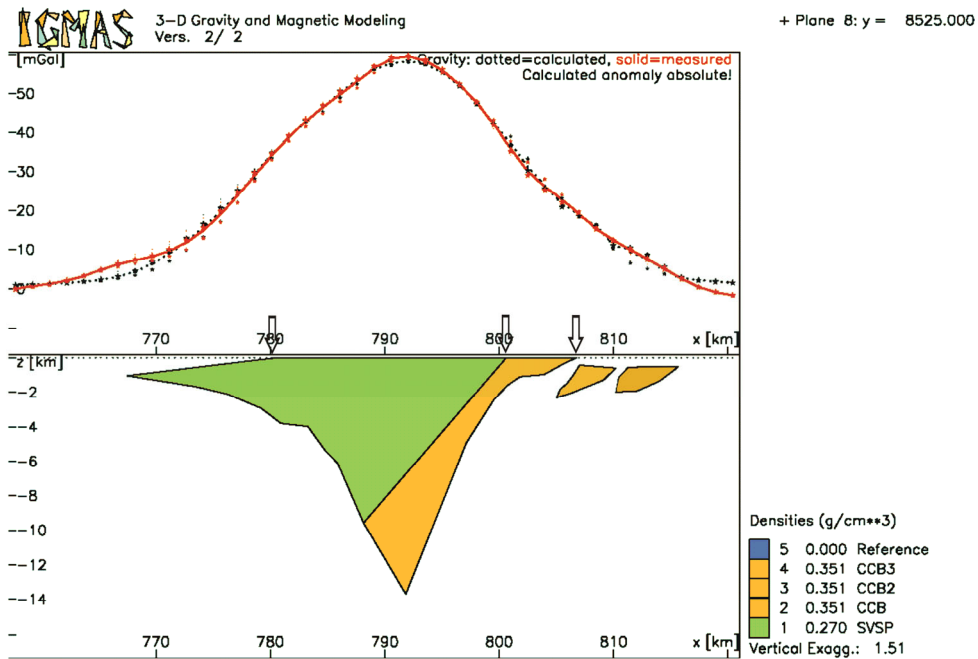 IGMAS
3-D Gravity and Magnetic Modeling
Vers. 2/ 2
+ Plane 8: y = 8525.000
[mGal]
Gravity: dotted=calculated, solid=measured
Calculated anomaly absolute!
-50
-40
-30
-20
-10
-0
770 780 790 800 810 x [km]
z [km]
--2
--4
--6
--8
--10
--12
--14
770 780 790 800 810 x [km]
Densities (g/cm**3)
5 0.000 Reference
4 0.351 CCB3
3 0.351 CCB2
2 0.351 CCB
1 0.270 SVSP
Vertical Exagg.: 1.51